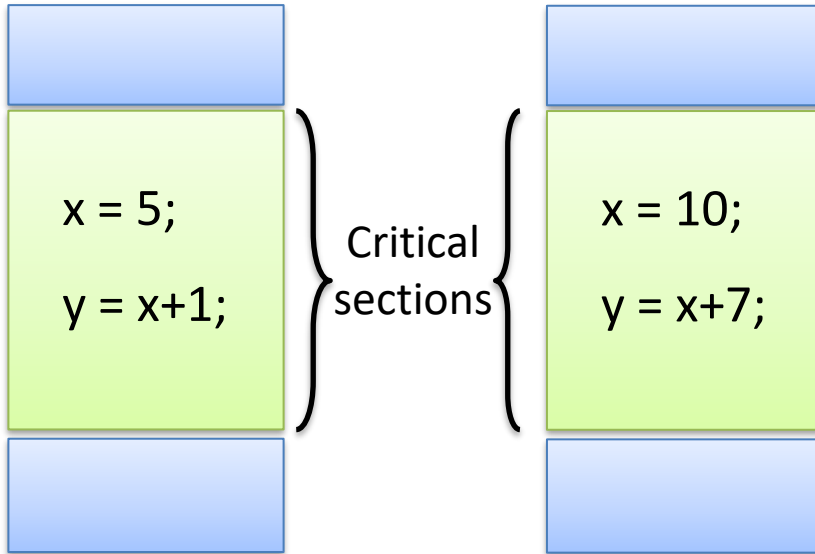 x = 5;
y = x+1;
Critical
sections
x = 10;
y = x+7;